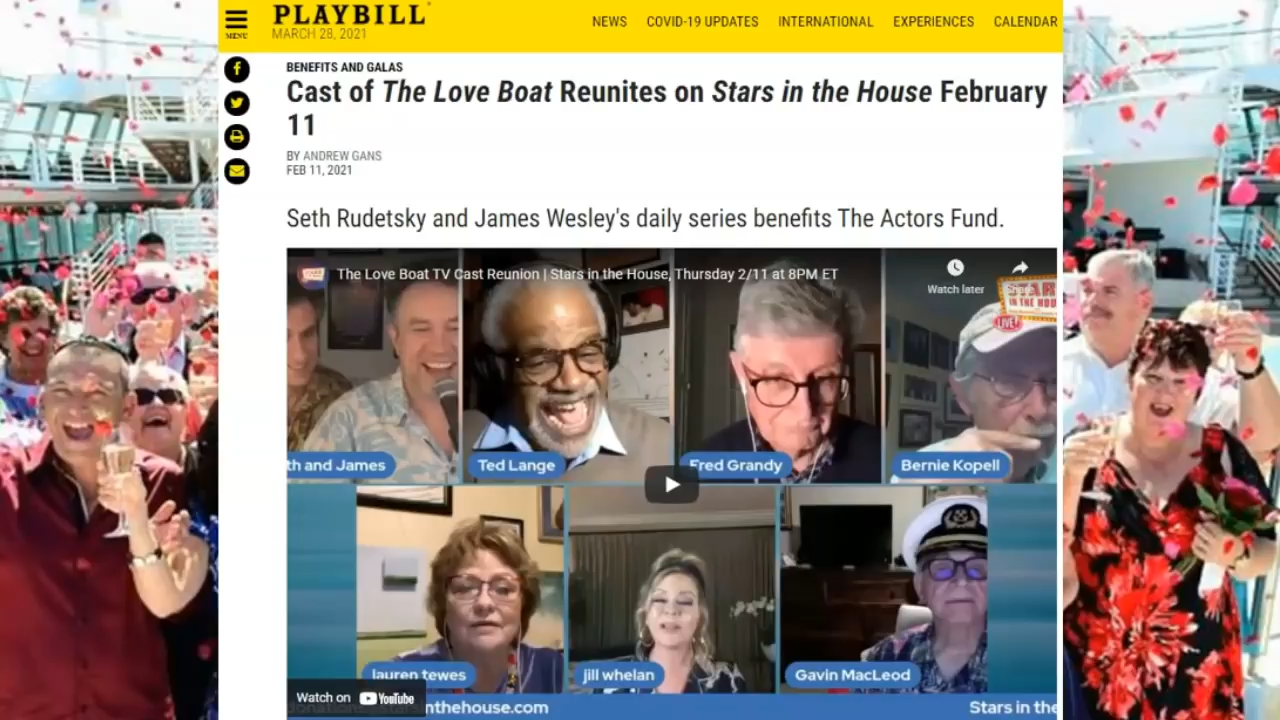 PLAYBILL
MENU
MARCH 28, 2021
NEWS COVID-19 UPDATES INTERNATIONAL EXPERIENCES CALENDAR
BENEFITS AND GALAS
Cast of The Love Boat Reunites on Stars in the House February
11
BY ANDREW GANS
FEB 11, 2021
Seth Rudetsky and James Wesley's daily series benefits The Actors Fund.
The Love Boat TV Cast Reunion | Stars in the House, Thursday 2/11 at 8PM ET
Watch later
Share
IN THE HOU
LIVE!
th and James
Ted Lange
Fred Grandy
Bernie Kopell
lauren tewes
jill whelan
Gavin MacLeod
Watch on YouTube
nthehouse.com
Stars in the